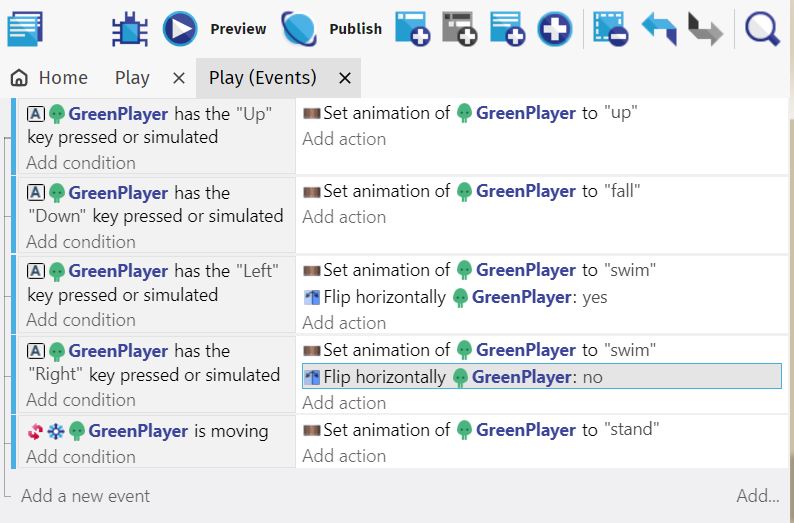 Preview Publish
Home Play × Play (Events) ×
A GreenPlayer has the "Up"
key pressed or simulated
Add condition
Set animation of GreenPlayer to "up"
Add action
A GreenPlayer has the
"Down" key pressed or simulated
Add condition
Set animation of GreenPlayer to "fall"
Add action
A GreenPlayer has the "Left"
key pressed or simulated
Add condition
Set animation of GreenPlayer to "swim"
Flip horizontally GreenPlayer: yes
Add action
A GreenPlayer has the
"Right" key pressed or simulated
Add condition
Set animation of GreenPlayer to "swim"
Flip horizontally GreenPlayer: no
Add action
GreenPlayer is moving
Add condition
Set animation of GreenPlayer to "stand"
Add action
Add a new event
Add...